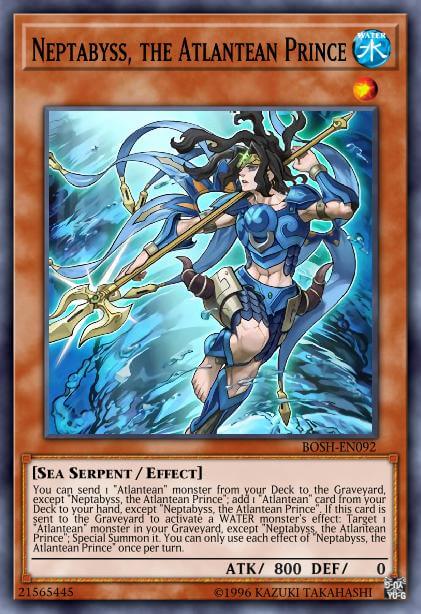 NEPTABYSS, THE ATLANTEAN PRINCE
WATER
水
BOSH-EN092
[SEA SERPENT / EFFECT]
You can send 1 "Atlantean" monster from your Deck to the Graveyard,
except "Neptabyss, the Atlantean Prince"; add 1 "Atlantean" card from your
Deck to your hand, except "Neptabyss, the Atlantean Prince". If this card
is sent to the Graveyard to activate a WATER monster's effect: Target 1
"Atlantean" monster in your Graveyard, except "Neptabyss, the Atlantean
Prince"; Special Summon it. You can only use each effect of "Neptabyss, the
Atlantean Prince" once per turn.
ATK/ 800 DEF/ 0
21565445
©1996 KAZUKI TAKAHASHI